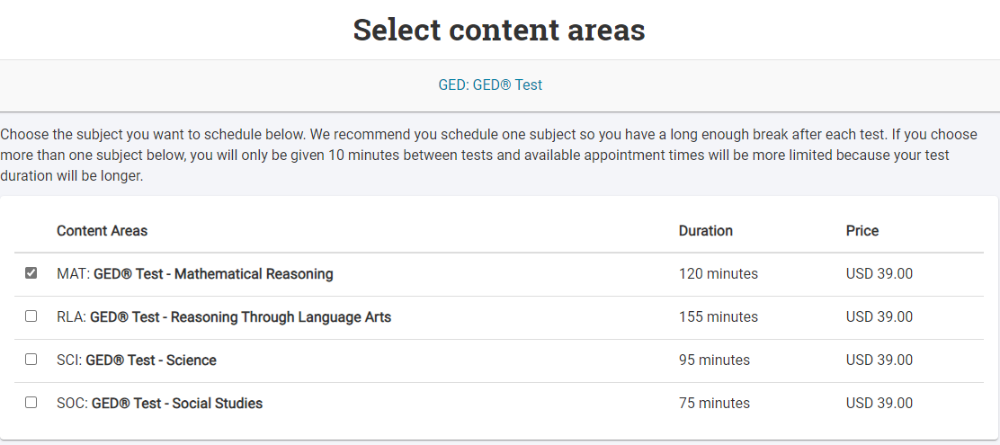 Select content areas
GED: GED® Test
Choose the subject you want to schedule below. We recommend you schedule one subject so you have a long enough break after each test. If you choose
more than one subject below, you will only be given 10 minutes between tests and available appointment times will be more limited because your test
duration will be longer.
Content Areas Duration Price
MAT: GED® Test - Mathematical Reasoning 120 minutes USD 39.00
RLA: GED® Test - Reasoning Through Language Arts 155 minutes USD 39.00
SCI: GED® Test - Science 95 minutes USD 39.00
SOC: GED® Test - Social Studies 75 minutes USD 39.00